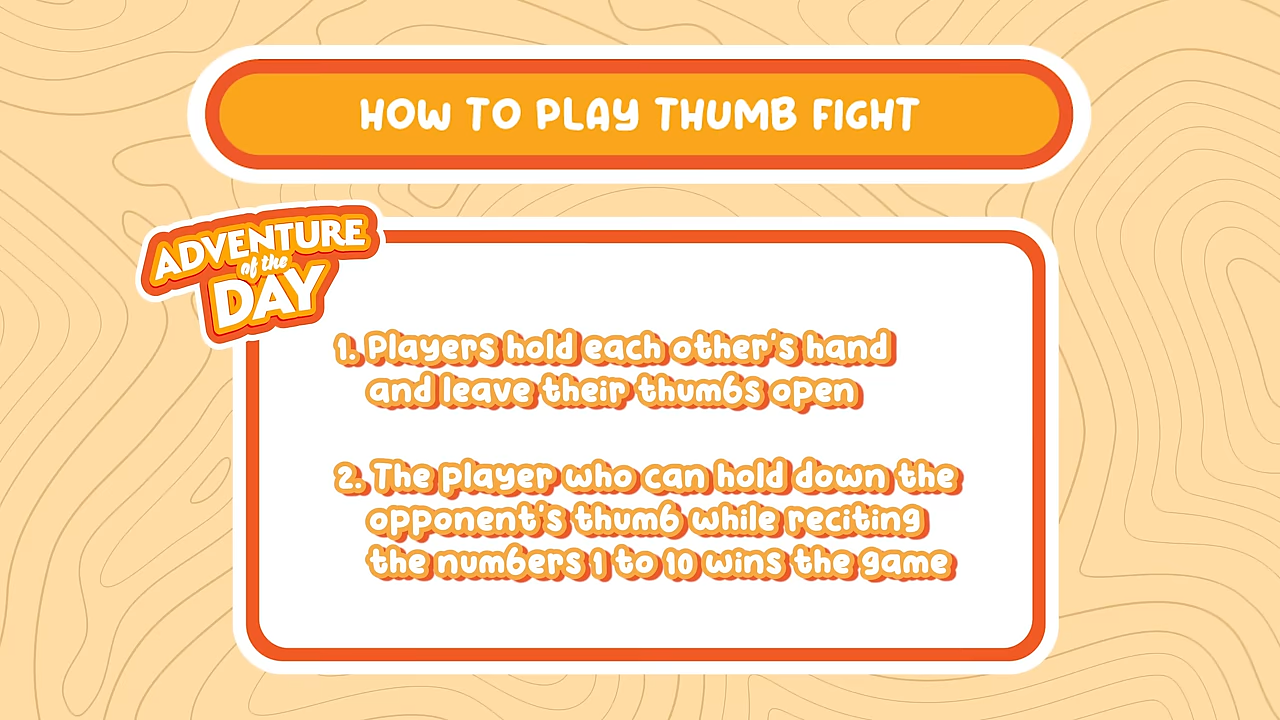 HOW TO PLAY THUMB FIGHT
ADVENTURE
of the
DAY
1. Players hold each other's hand
and leave their thumbs open
2. The player who can hold down the
opponent's thumb while reciting
the numbers 1 to 10 wins the game